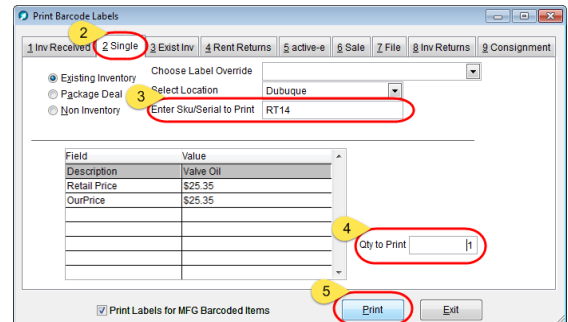 Print Barcode Labels
2
1 Inv Received 2 Single 3 Exist Inv 4 Rent Returns 5 active-e 6 Sale 7 File 8 Inv Returns 9 Consignment
Existing Inventory Choose Label Override
Package Deal 3 Select Location Dubuque
Non Inventory Enter Sku/Serial to Print RT14
Field Value
Description Valve Oil
Retail Price $25.35
OurPrice $25.35
4
Qty to Print 1
5
Print Labels for MFG Barcoded Items Print Exit